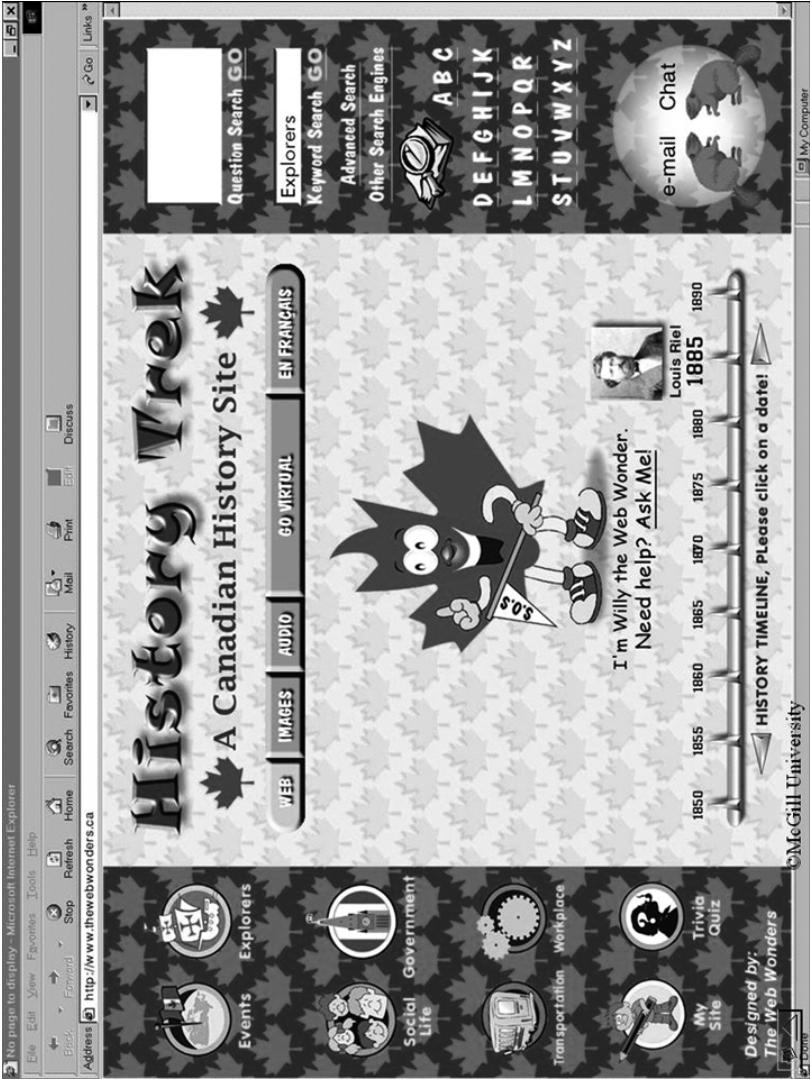 No page to display - Microsoft Internet Explorer
File Edit View Favorites Tools Help
Back Forward Stop Refresh Home Search Favorites History Mail Print Edit Discuss
Address http://www.thewebwonders.ca Go Links »
Events Explorers
Social Life Government
Transportation Workplace
My Site Trivia Quiz
Designed by:
The Web Wonders
History Trek
A Canadian History Site
WEB IMAGES AUDIO GO VIRTUAL EN FRANÇAIS
S.O.S
I'm Willy the Web Wonder.
Need help? Ask Me!
Louis Riel
1885
1850 1855 1860 1865 1870 1875 1880 1890
HISTORY TIMELINE, Please click on a date!
Question Search GO
Explorers
Keyword Search GO
Advanced Search
Other Search Engines
A B C
D E F G H I J K
L M N O P Q R
S T U V W X Y Z
e-mail Chat
©McGill University
Done
My Computer